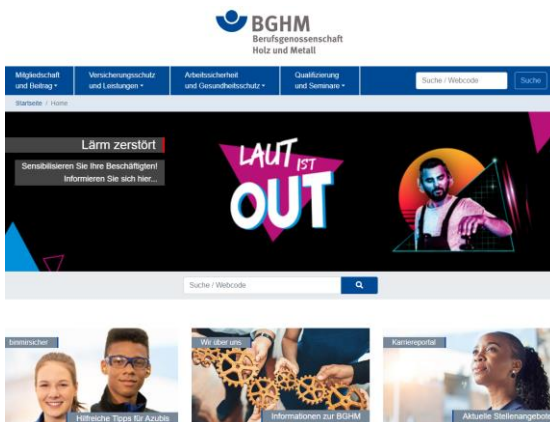 BGHM
Berufsgenossenschaft
Holz und Metall
Mitgliedschaft
und Beitrag
Versicherungsschutz
und Leistungen
Arbeitssicherheit
und Gesundheitsschutz
Qualifizierung
und Seminare
Suche / Webcode
Suche
Startseite / Home
Lärm zerstört
Sensibilisieren Sie Ihre Beschäftigten!
Informieren Sie sich hier...
LAUT IST
OUT
Suche / Webcode
Wir über uns
Karriereportal
Hilfreiche Tipps für Azubis
Informationen zur BGHM
Aktuelle Stellenangebote